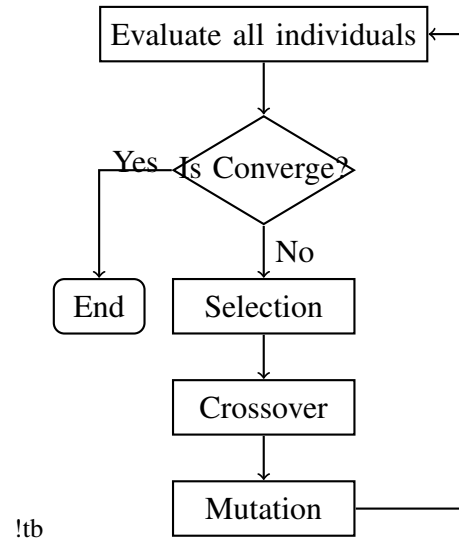 Evaluate all individuals
Yes
Is Converge?
No
End
Selection
Crossover
Mutation
!tb